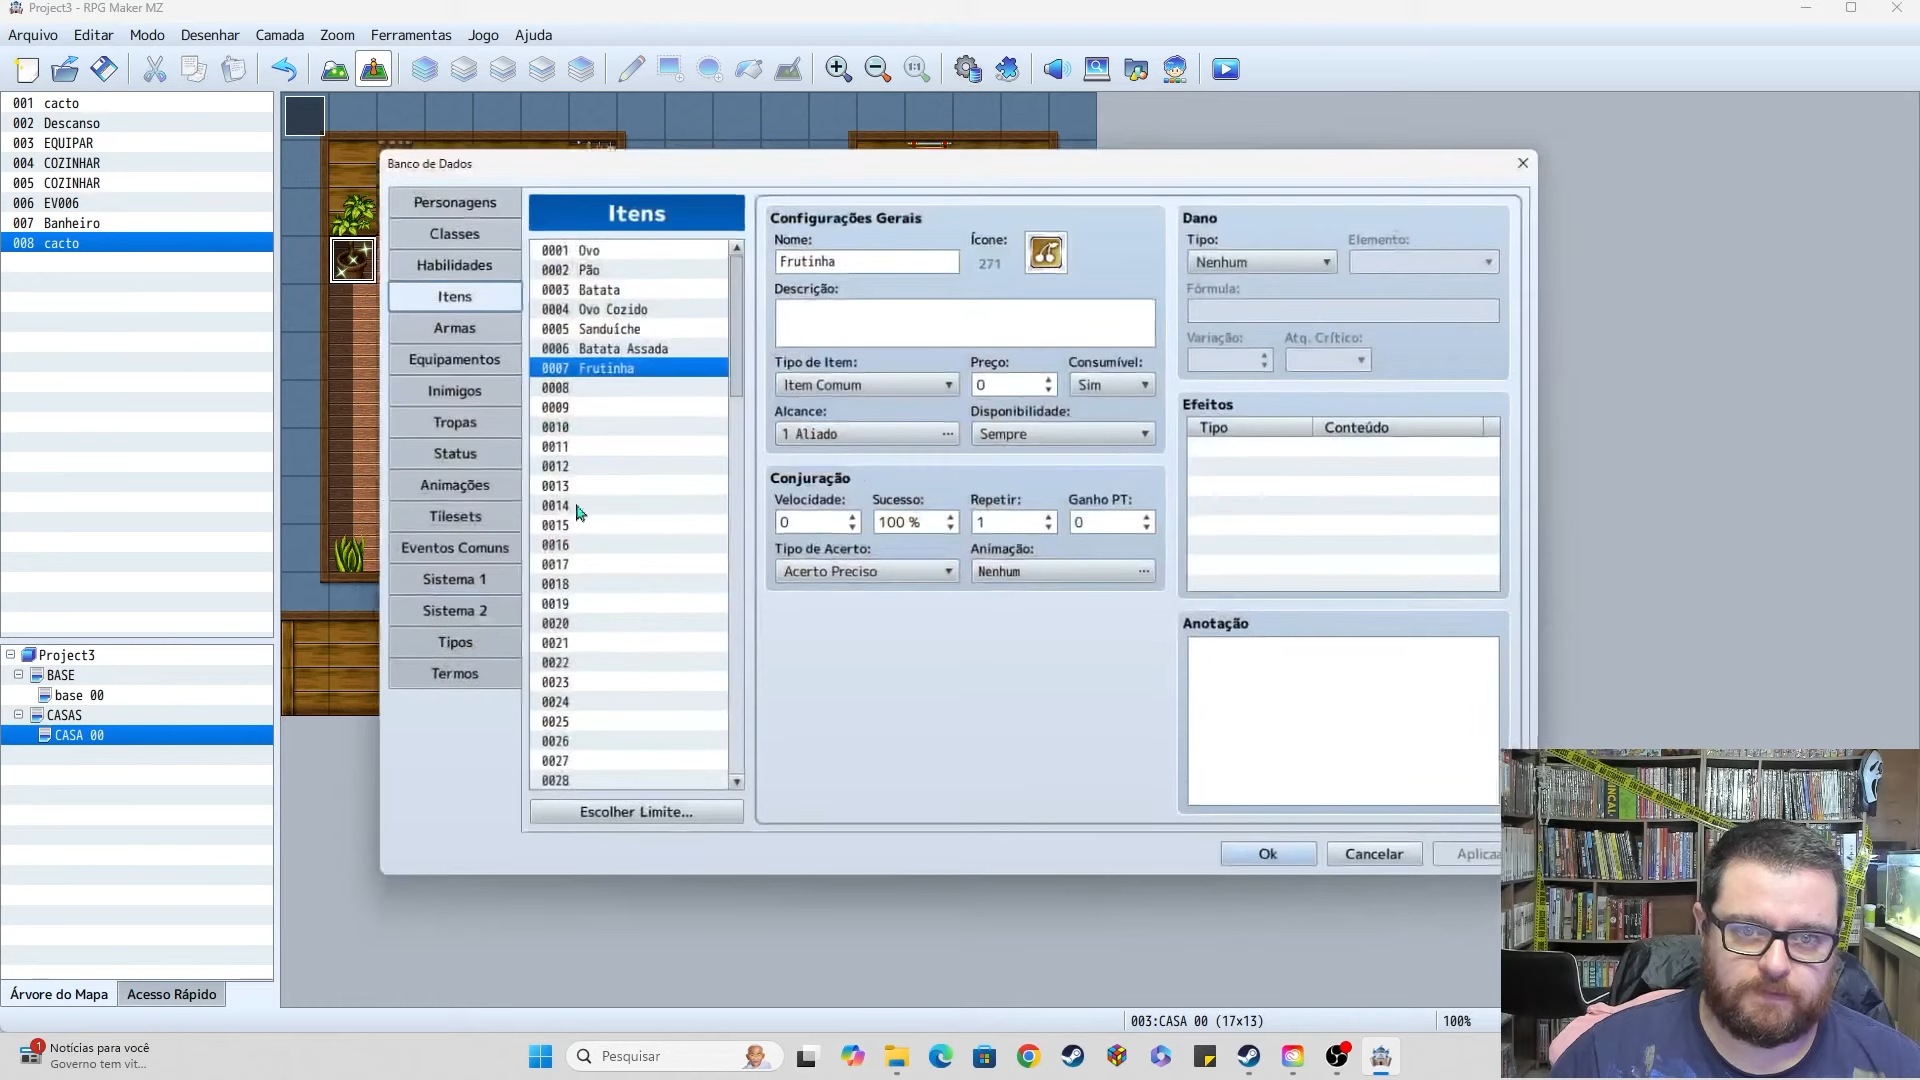 Project3 - RPG Maker MZ
Arquivo Editar Modo Desenhar Camada Zoom Ferramentas Jogo Ajuda
001 cacto
002 Descanso
003 EQUIPAR
004 COZINHAR
005 COZINHAR
006 EV006
007 Banheiro
008 cacto
Project3
BASE
base 00
CASAS
CASA 00
Árvore do Mapa Acesso Rápido
Banco de Dados
Personagens
Classes
Habilidades
Itens
Armas
Equipamentos
Inimigos
Tropas
Status
Animações
Tilesets
Eventos Comuns
Sistema 1
Sistema 2
Tipos
Termos
Itens
0001 Ovo
0002 Pão
0003 Batata
0004 Ovo Cozido
0005 Sanduíche
0006 Batata Assada
0007 Frutinha
0008
0009
0010
0011
0012
0013
0014
0015
0016
0017
0018
0019
0020
0021
0022
0023
0024
0025
0026
0027
0028
Escolher Limite...
Configurações Gerais
Nome: Ícone:
Frutinha 271
Descrição:
Tipo de Item: Preço: Consumível:
Item Comum 0 Sim
Alcance: Disponibilidade:
1 Aliado ... Sempre
Conjuração
Velocidade: Sucesso: Repetir: Ganho PT:
0 100 % 1 0
Tipo de Acerto: Animação:
Acerto Preciso Nenhum ...
Dano
Tipo: Elemento:
Nenhum
Fórmula:
Variação: Atq. Crítico:
Efeitos
Tipo Conteúdo
Anotação
Ok Cancelar
003:CASA 00 (17x13) 100%
1 Notícias para você
Governo tem vit...
Pesquisar